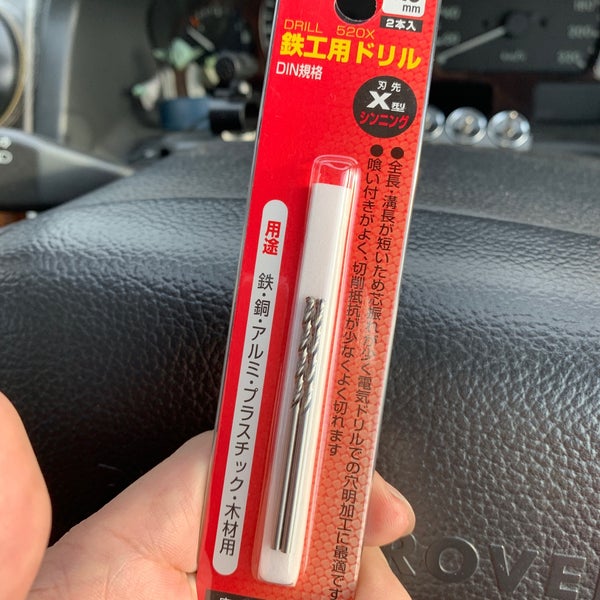 mm
2本入
DRILL 520X
鉄工用ドリル
DIN規格
刃先
X形
シンニング
●全長・溝長が短いため芯振れが少く電気ドリルでの穴明加工に最適です
●喰い付きがよく、切削抵抗が少なくよく切れます
用途
鉄・銅・アルミ・プラスチック・木材用
ROVER